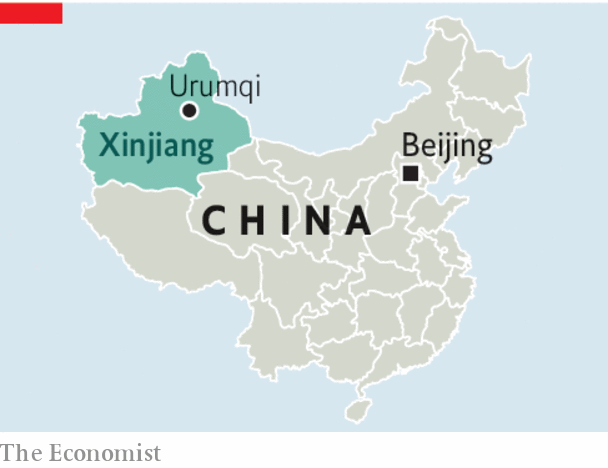 Urumqi
Xinjiang
Beijing
CHINA
The Economist